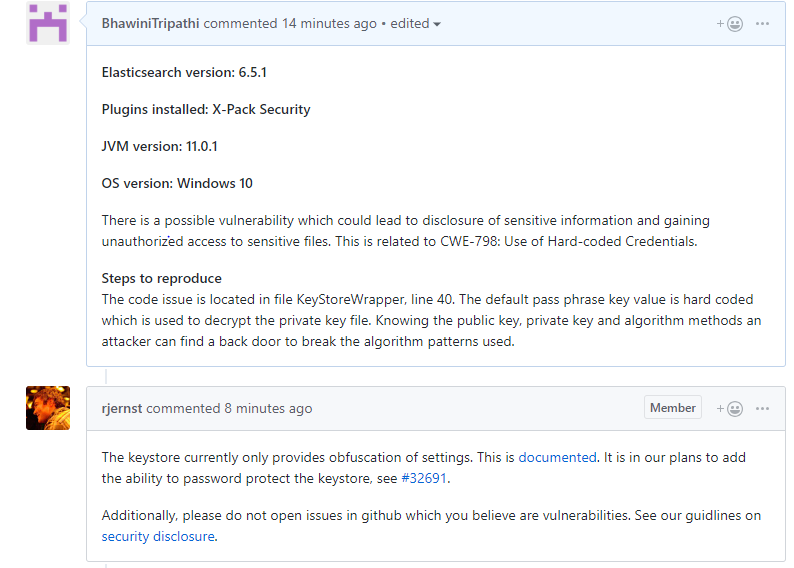 BhawiniTripathi commented 14 minutes ago • edited
Elasticsearch version: 6.5.1
Plugins installed: X-Pack Security
JVM version: 11.0.1
OS version: Windows 10
There is a possible vulnerability which could lead to disclosure of sensitive information and gaining
unauthorized access to sensitive files. This is related to CWE-798: Use of Hard-coded Credentials.
Steps to reproduce
The code issue is located in file KeyStoreWrapper, line 40. The default pass phrase key value is hard coded
which is used to decrypt the private key file. Knowing the public key, private key and algorithm methods an
attacker can find a back door to break the algorithm patterns used.
rjernst commented 8 minutes ago Member
The keystore currently only provides obfuscation of settings. This is documented. It is in our plans to add
the ability to password protect the keystore, see #32691.
Additionally, please do not open issues in github which you believe are vulnerabilities. See our guidlines on
security disclosure.